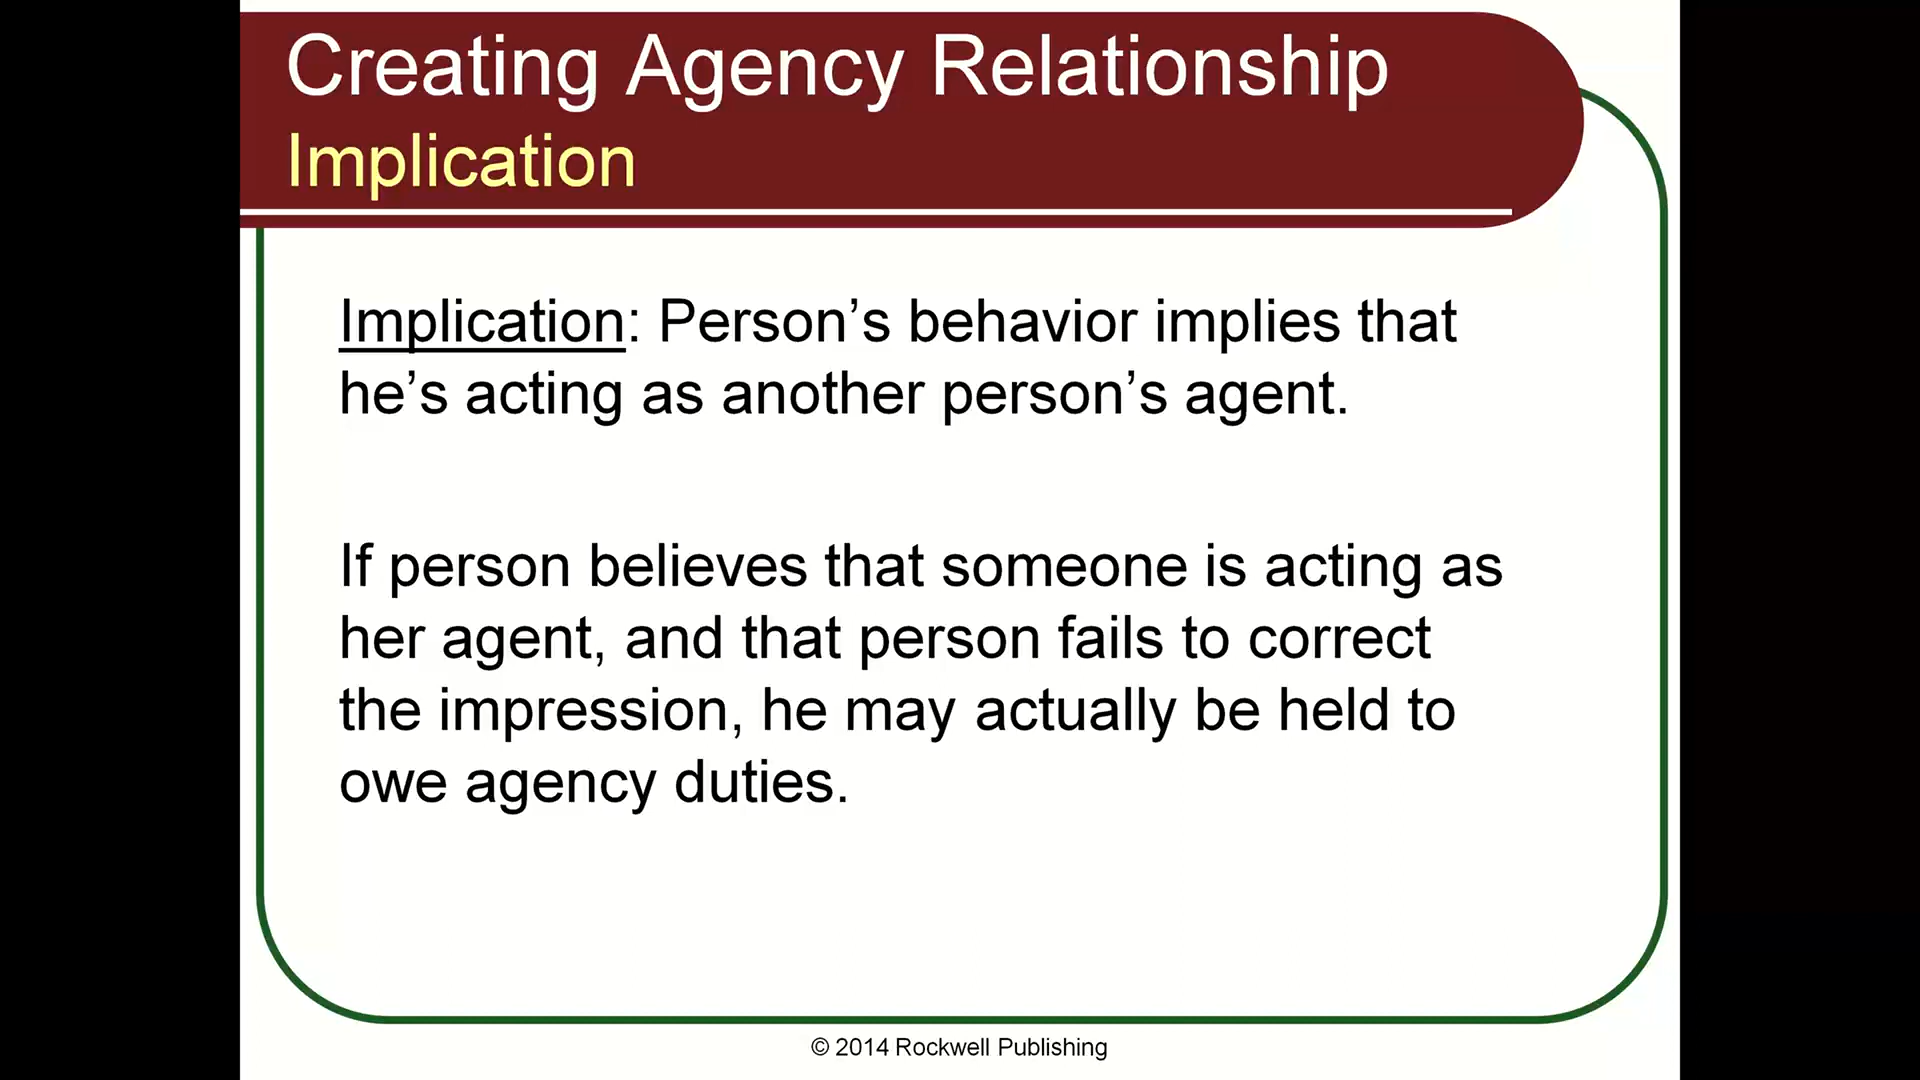 Creating Agency Relationship
Implication
Implication: Person’s behavior implies that
he’s acting as another person’s agent.
If person believes that someone is acting as
her agent, and that person fails to correct
the impression, he may actually be held to
owe agency duties.
© 2014 Rockwell Publishing